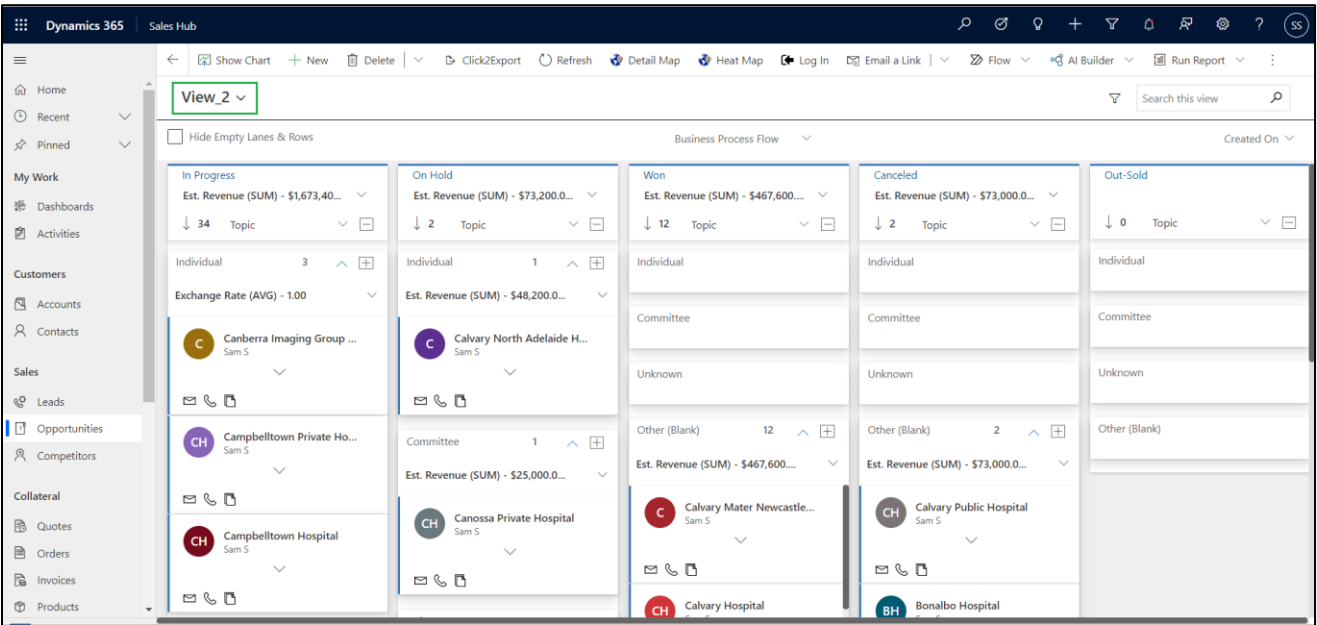 Dynamics 365 Sales Hub SS
Show Chart New Delete Click2Export Refresh Detail Map Heat Map Log In Email a Link Flow AI Builder Run Report
Home
Recent
Pinned
My Work
Dashboards
Activities
Customers
Accounts
Contacts
Sales
Leads
Opportunities
Competitors
Collateral
Quotes
Orders
Invoices
Products
View_2 Search this view
Hide Empty Lanes & Rows Business Process Flow Created On
In Progress
Est. Revenue (SUM) - $1,673,40...
34 Topic
Individual 3
Exchange Rate (AVG) - 1.00
C Canberra Imaging Group ...
Sam S
CH Campbelltown Private Ho...
Sam S
CH Campbelltown Hospital
Sam S
On Hold
Est. Revenue (SUM) - $73,200.0...
2 Topic
Individual 1
Est. Revenue (SUM) - $48,200.0...
C Calvary North Adelaide H...
Sam S
Committee 1
Est. Revenue (SUM) - $25,000.0...
CH Canossa Private Hospital
Sam S
Won
Est. Revenue (SUM) - $467,600....
12 Topic
Individual
Committee
Unknown
Other (Blank) 12
Est. Revenue (SUM) - $467,600....
C Calvary Mater Newcastle...
Sam S
CH Calvary Hospital
Canceled
Est. Revenue (SUM) - $73,000.0...
2 Topic
Individual
Committee
Unknown
Other (Blank) 2
Est. Revenue (SUM) - $73,000.0...
CH Calvary Public Hospital
Sam S
BH Bonalbo Hospital
Out-Sold
0 Topic
Individual
Committee
Unknown
Other (Blank)